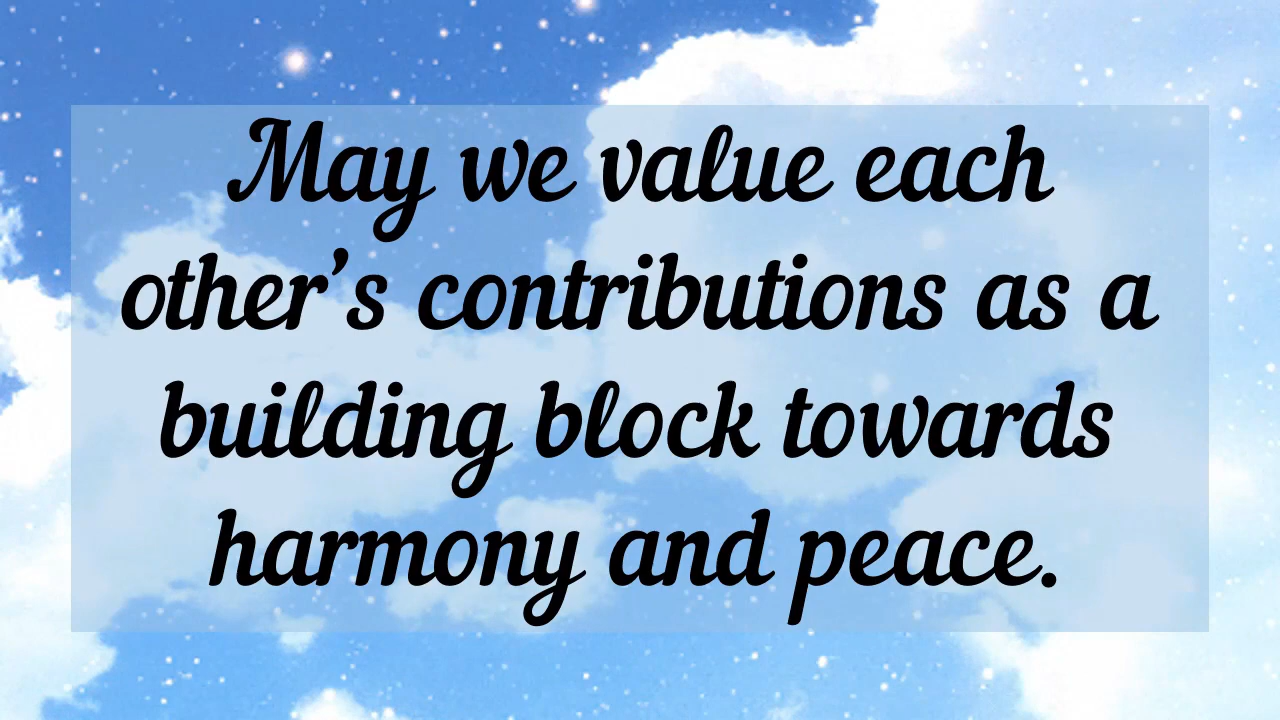 May we value each
other’s contributions as a
building block towards
harmony and peace.